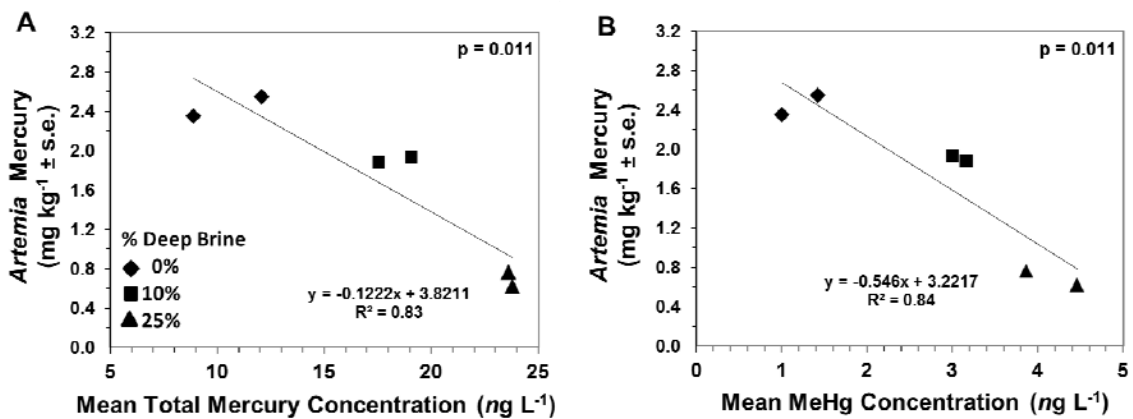 A
p = 0.011
3.2
2.8
2.4
2.0
1.6
1.2
0.8
0.4
0.0
Artemia Mercury
(mg kg⁻¹ ± s.e.)
% Deep Brine
0%
10%
25%
y = -0.1222x + 3.8211
R² = 0.83
5 10 15 20 25
Mean Total Mercury Concentration (ng L⁻¹)
B
p = 0.011
3.2
2.8
2.4
2.0
1.6
1.2
0.8
0.4
0.0
Artemia Mercury
(mg kg⁻¹ ± s.e.)
y = -0.546x + 3.2217
R² = 0.84
0 1 2 3 4 5
Mean MeHg Concentration (ng L⁻¹)